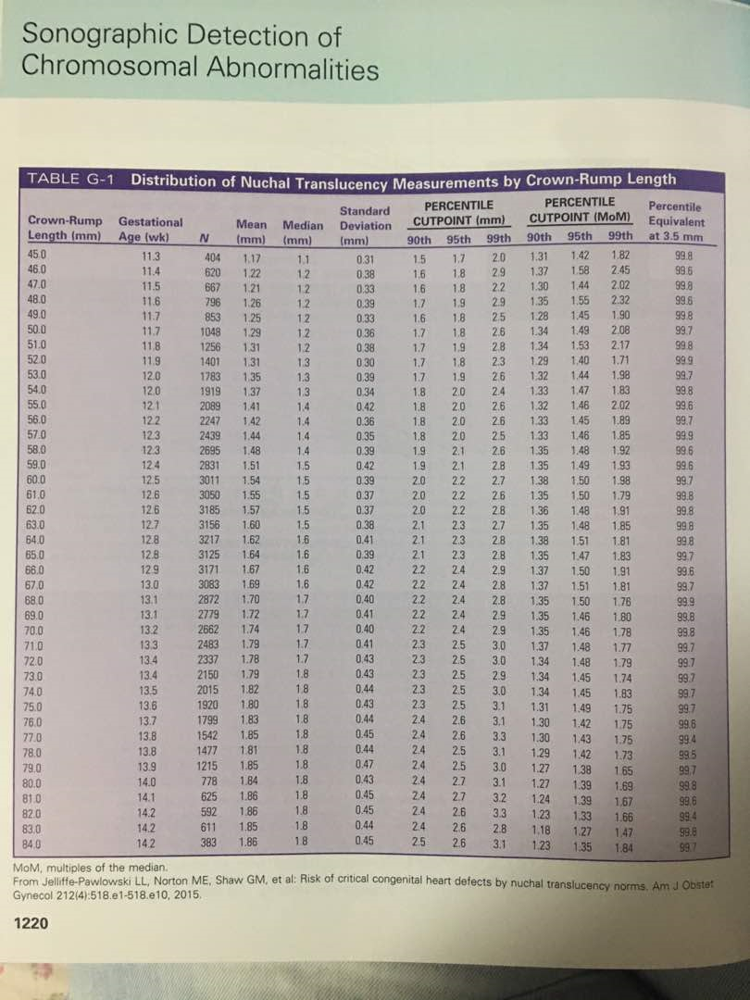 Sonographic Detection of
Chromosomal Abnormalities
TABLE G-1 Distribution of Nuchal Translucency Measurements by Crown-Rump Length
Crown-Rump Length (mm) Gestational Age (wk) N Mean (mm) Median (mm) Standard Deviation (mm) PERCENTILE CUTPOINT (mm) 90th 95th 99th PERCENTILE CUTPOINT (MoM) 90th 95th 99th Percentile Equivalent at 3.5 mm
45.0 11.3 404 1.17 1.1 0.31 1.5 1.7 2.0 1.31 1.42 1.82 99.8
46.0 11.4 620 1.22 1.2 0.38 1.6 1.8 2.9 1.37 1.58 2.45 99.6
47.0 11.5 667 1.21 1.2 0.33 1.6 1.8 2.2 1.30 1.44 2.02 99.8
48.0 11.6 796 1.26 1.2 0.39 1.7 1.9 2.9 1.35 1.55 2.32 99.6
49.0 11.7 853 1.25 1.2 0.33 1.6 1.8 2.5 1.28 1.45 1.90 99.8
50.0 11.7 1048 1.29 1.2 0.36 1.7 1.8 2.6 1.34 1.49 2.08 99.7
51.0 11.8 1256 1.31 1.2 0.38 1.7 1.9 2.8 1.34 1.53 2.17 99.8
52.0 11.9 1401 1.31 1.3 0.30 1.7 1.8 2.3 1.29 1.40 1.71 99.9
53.0 12.0 1783 1.35 1.3 0.39 1.7 1.9 2.6 1.32 1.44 1.98 99.7
54.0 12.0 1919 1.37 1.3 0.34 1.8 2.0 2.4 1.33 1.47 1.83 99.8
55.0 12.1 2089 1.41 1.4 0.42 1.8 2.0 2.6 1.32 1.46 2.02 99.6
56.0 12.2 2247 1.42 1.4 0.36 1.8 2.0 2.6 1.33 1.45 1.89 99.7
57.0 12.3 2439 1.44 1.4 0.35 1.8 2.0 2.5 1.33 1.46 1.85 99.9
58.0 12.3 2695 1.48 1.4 0.39 1.9 2.1 2.6 1.35 1.48 1.92 99.6
59.0 12.4 2831 1.51 1.5 0.42 1.9 2.1 2.8 1.35 1.49 1.93 99.6
60.0 12.5 3011 1.54 1.5 0.39 2.0 2.2 2.7 1.38 1.50 1.98 99.7
61.0 12.6 3050 1.55 1.5 0.37 2.0 2.2 2.6 1.35 1.50 1.79 99.8
62.0 12.6 3185 1.57 1.5 0.37 2.0 2.2 2.8 1.36 1.48 1.91 99.8
63.0 12.7 3156 1.60 1.5 0.38 2.1 2.3 2.7 1.35 1.48 1.85 99.8
64.0 12.8 3217 1.62 1.6 0.41 2.1 2.3 2.8 1.38 1.51 1.81 99.8
65.0 12.8 3125 1.64 1.6 0.39 2.1 2.3 2.8 1.35 1.47 1.83 99.7
66.0 12.9 3171 1.67 1.6 0.42 2.2 2.4 2.9 1.37 1.50 1.91 99.6
67.0 13.0 3083 1.69 1.6 0.42 2.2 2.4 2.8 1.37 1.51 1.81 99.7
68.0 13.1 2872 1.70 1.7 0.40 2.2 2.4 2.8 1.35 1.50 1.76 99.9
69.0 13.1 2779 1.72 1.7 0.41 2.2 2.4 2.9 1.35 1.46 1.80 99.8
70.0 13.2 2662 1.74 1.7 0.40 2.2 2.4 2.9 1.35 1.46 1.78 99.8
71.0 13.3 2483 1.79 1.7 0.41 2.3 2.5 3.0 1.37 1.48 1.77 99.7
72.0 13.4 2337 1.78 1.7 0.43 2.3 2.5 3.0 1.34 1.48 1.79 99.7
73.0 13.4 2150 1.79 1.8 0.43 2.3 2.5 2.9 1.34 1.45 1.74 99.7
74.0 13.5 2015 1.82 1.8 0.44 2.3 2.5 3.0 1.34 1.45 1.83 99.7
75.0 13.6 1920 1.80 1.8 0.43 2.3 2.5 3.1 1.31 1.49 1.75 99.7
76.0 13.7 1799 1.83 1.8 0.44 2.4 2.6 3.1 1.30 1.42 1.75 99.6
77.0 13.8 1542 1.85 1.8 0.45 2.4 2.6 3.3 1.30 1.43 1.75 99.4
78.0 13.8 1477 1.81 1.8 0.44 2.4 2.5 3.1 1.29 1.42 1.73 99.5
79.0 13.9 1215 1.85 1.8 0.47 2.4 2.5 3.0 1.27 1.38 1.65 99.7
80.0 14.0 778 1.84 1.8 0.43 2.4 2.7 3.1 1.27 1.39 1.69 99.8
81.0 14.1 625 1.86 1.8 0.45 2.4 2.7 3.2 1.24 1.39 1.67 99.6
82.0 14.2 592 1.86 1.8 0.45 2.4 2.6 3.3 1.23 1.33 1.66 99.4
83.0 14.2 611 1.85 1.8 0.44 2.4 2.6 2.8 1.18 1.27 1.47 99.8
84.0 14.2 383 1.86 1.8 0.45 2.5 2.6 3.1 1.23 1.35 1.84 99.7
MoM, multiples of the median.
From Jelliffe-Pawlowski LL, Norton ME, Shaw GM, et al: Risk of critical congenital heart defects by nuchal translucency norms. Am J Obstet
Gynecol 212(4):518.e1-518.e10, 2015.
1220